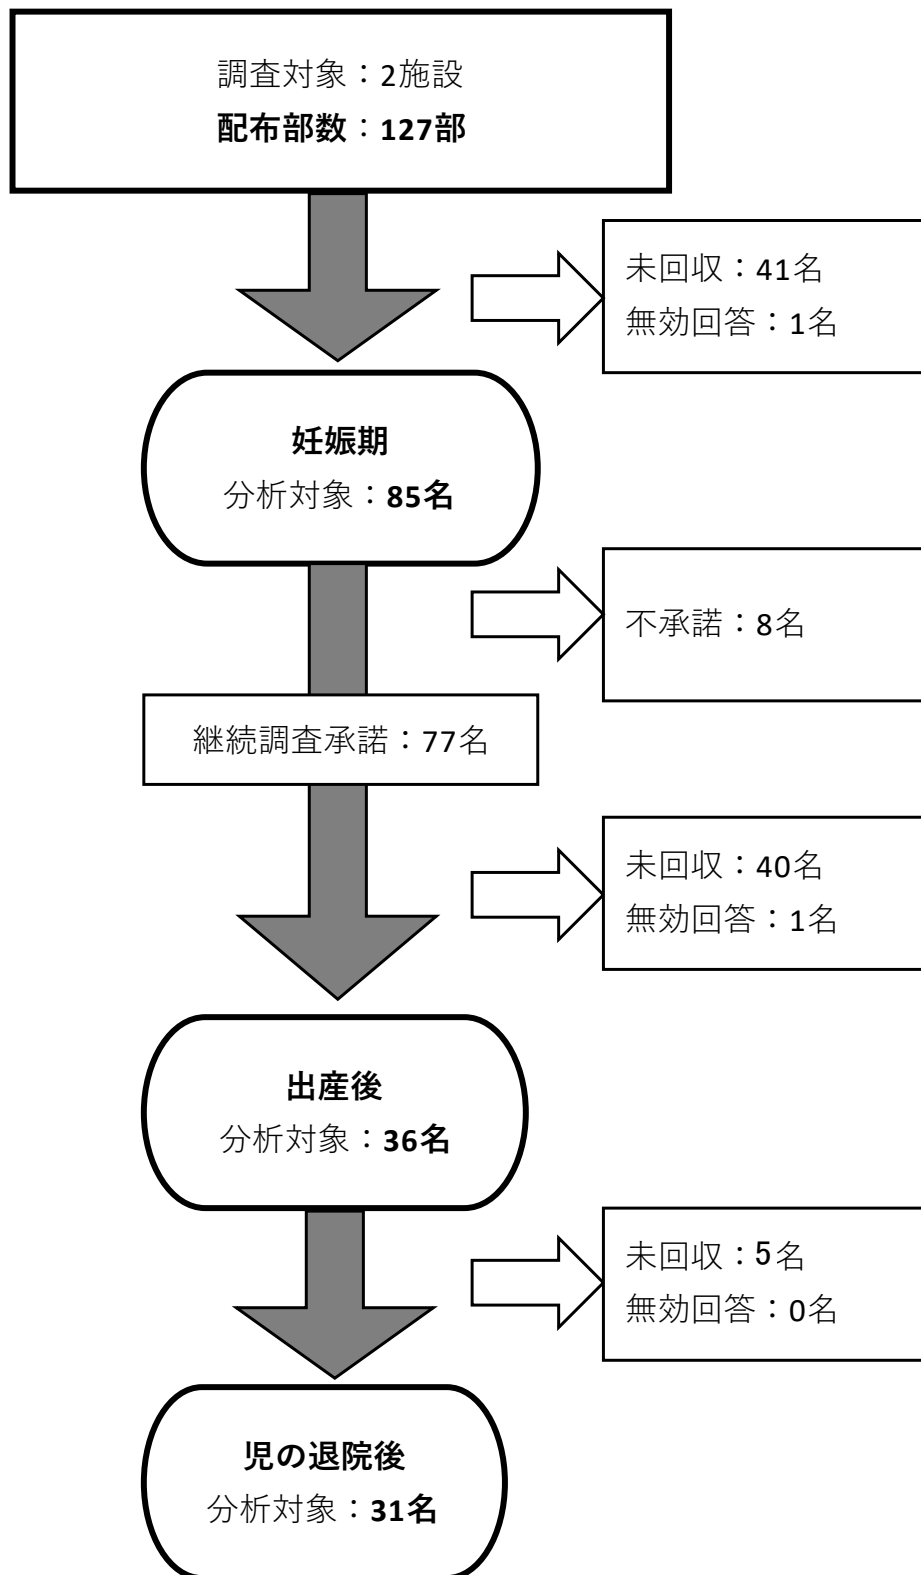 調査対象：2施設
配布部数：127部
未回収：41名
無効回答：1名
妊娠期
分析対象：85名
不承諾：8名
継続調査承諾：77名
未回収：40名
無効回答：1名
出産後
分析対象：36名
未回収：5名
無効回答：0名
児の退院後
分析対象：31名